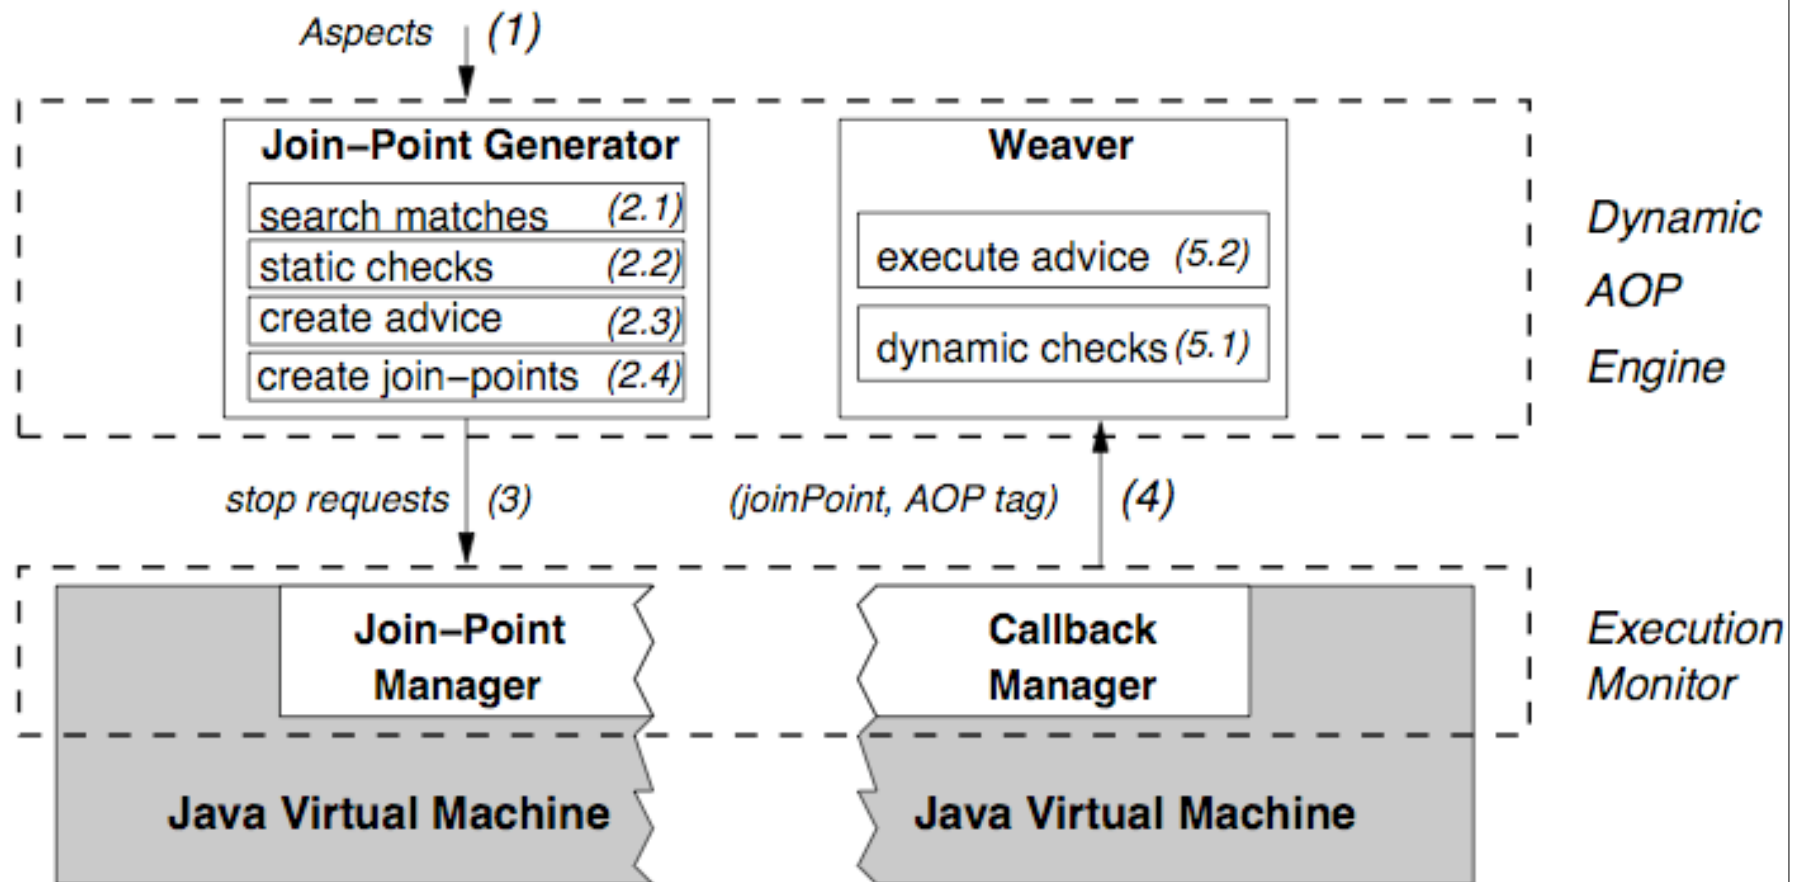 Aspects (1)
Join–Point Generator
search matches (2.1)
static checks (2.2)
create advice (2.3)
create join–points (2.4)
Weaver
execute advice (5.2)
dynamic checks (5.1)
Dynamic
AOP
Engine
stop requests (3)
(joinPoint, AOP tag) (4)
Join–Point
Manager
Callback
Manager
Execution
Monitor
Java Virtual Machine
Java Virtual Machine